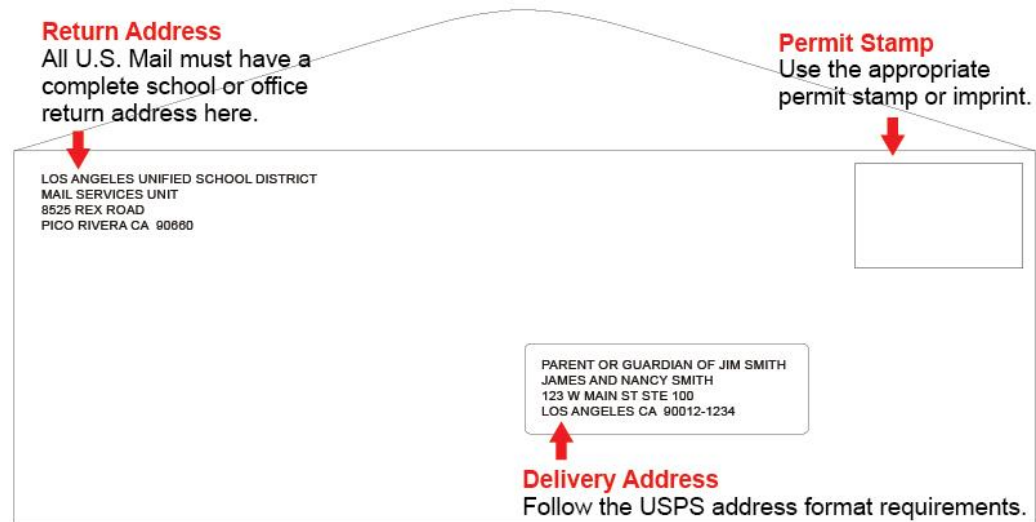 Return Address
All U.S. Mail must have a
complete school or office
return address here.
Permit Stamp
Use the appropriate
permit stamp or imprint.
LOS ANGELES UNIFIED SCHOOL DISTRICT
MAIL SERVICES UNIT
8525 REX ROAD
PICO RIVERA CA 90660
PARENT OR GUARDIAN OF JIM SMITH
JAMES AND NANCY SMITH
123 W MAIN ST STE 100
LOS ANGELES CA 90012-1234
Delivery Address
Follow the USPS address format requirements.